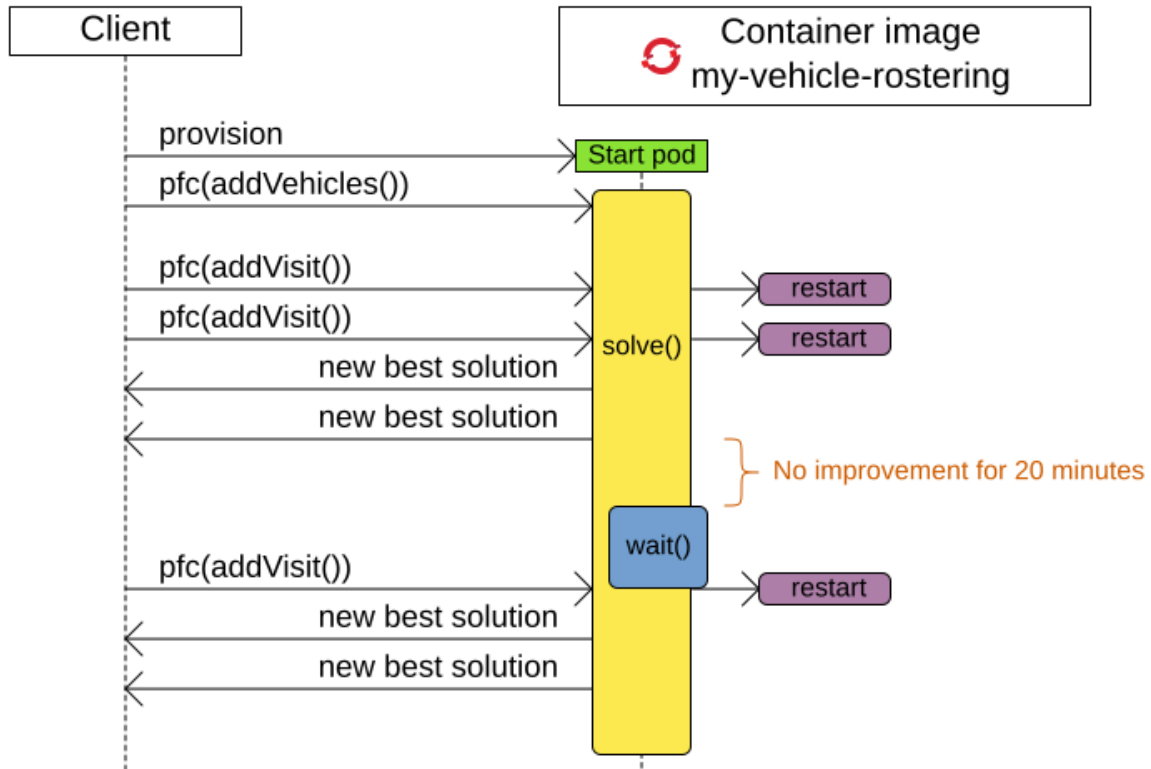 Client
Container image
my-vehicle-rostering
provision
Start pod
pfc(addVehicles())
pfc(addVisit())
restart
pfc(addVisit())
restart
solve()
new best solution
new best solution
No improvement for 20 minutes
wait()
pfc(addVisit())
restart
new best solution
new best solution